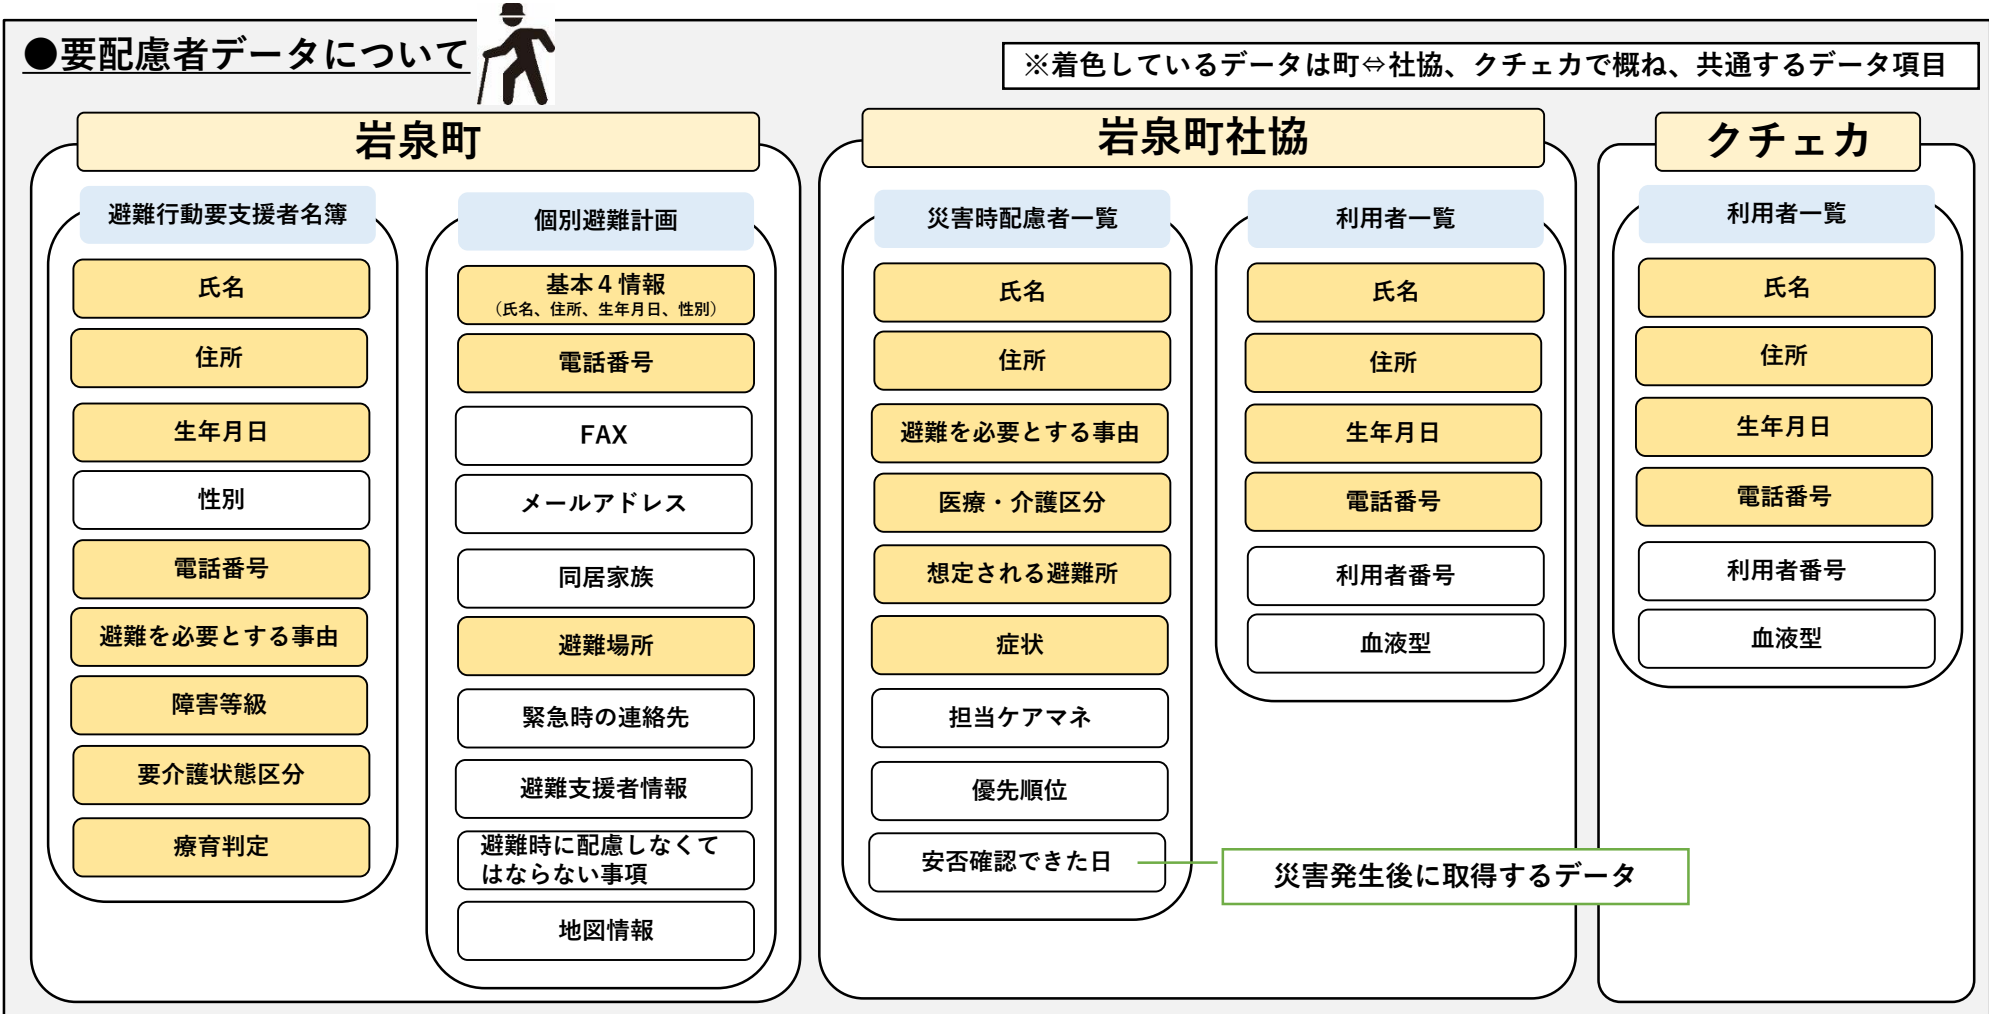 ●要配慮者データについて
※着色しているデータは町⇔社協、クチェカで概ね、共通するデータ項目
岩泉町
避難行動要支援者名簿
氏名
住所
生年月日
性別
電話番号
避難を必要とする事由
障害等級
要介護状態区分
療育判定
個別避難計画
基本４情報
（氏名、住所、生年月日、性別）
電話番号
FAX
メールアドレス
同居家族
避難場所
緊急時の連絡先
避難支援者情報
避難時に配慮しなくて
はならない事項
地図情報
岩泉町社協
災害時配慮者一覧
氏名
住所
避難を必要とする事由
医療・介護区分
想定される避難所
症状
担当ケアマネ
優先順位
安否確認できた日
災害発生後に取得するデータ
利用者一覧
氏名
住所
生年月日
電話番号
利用者番号
血液型
クチェカ
利用者一覧
氏名
住所
生年月日
電話番号
利用者番号
血液型